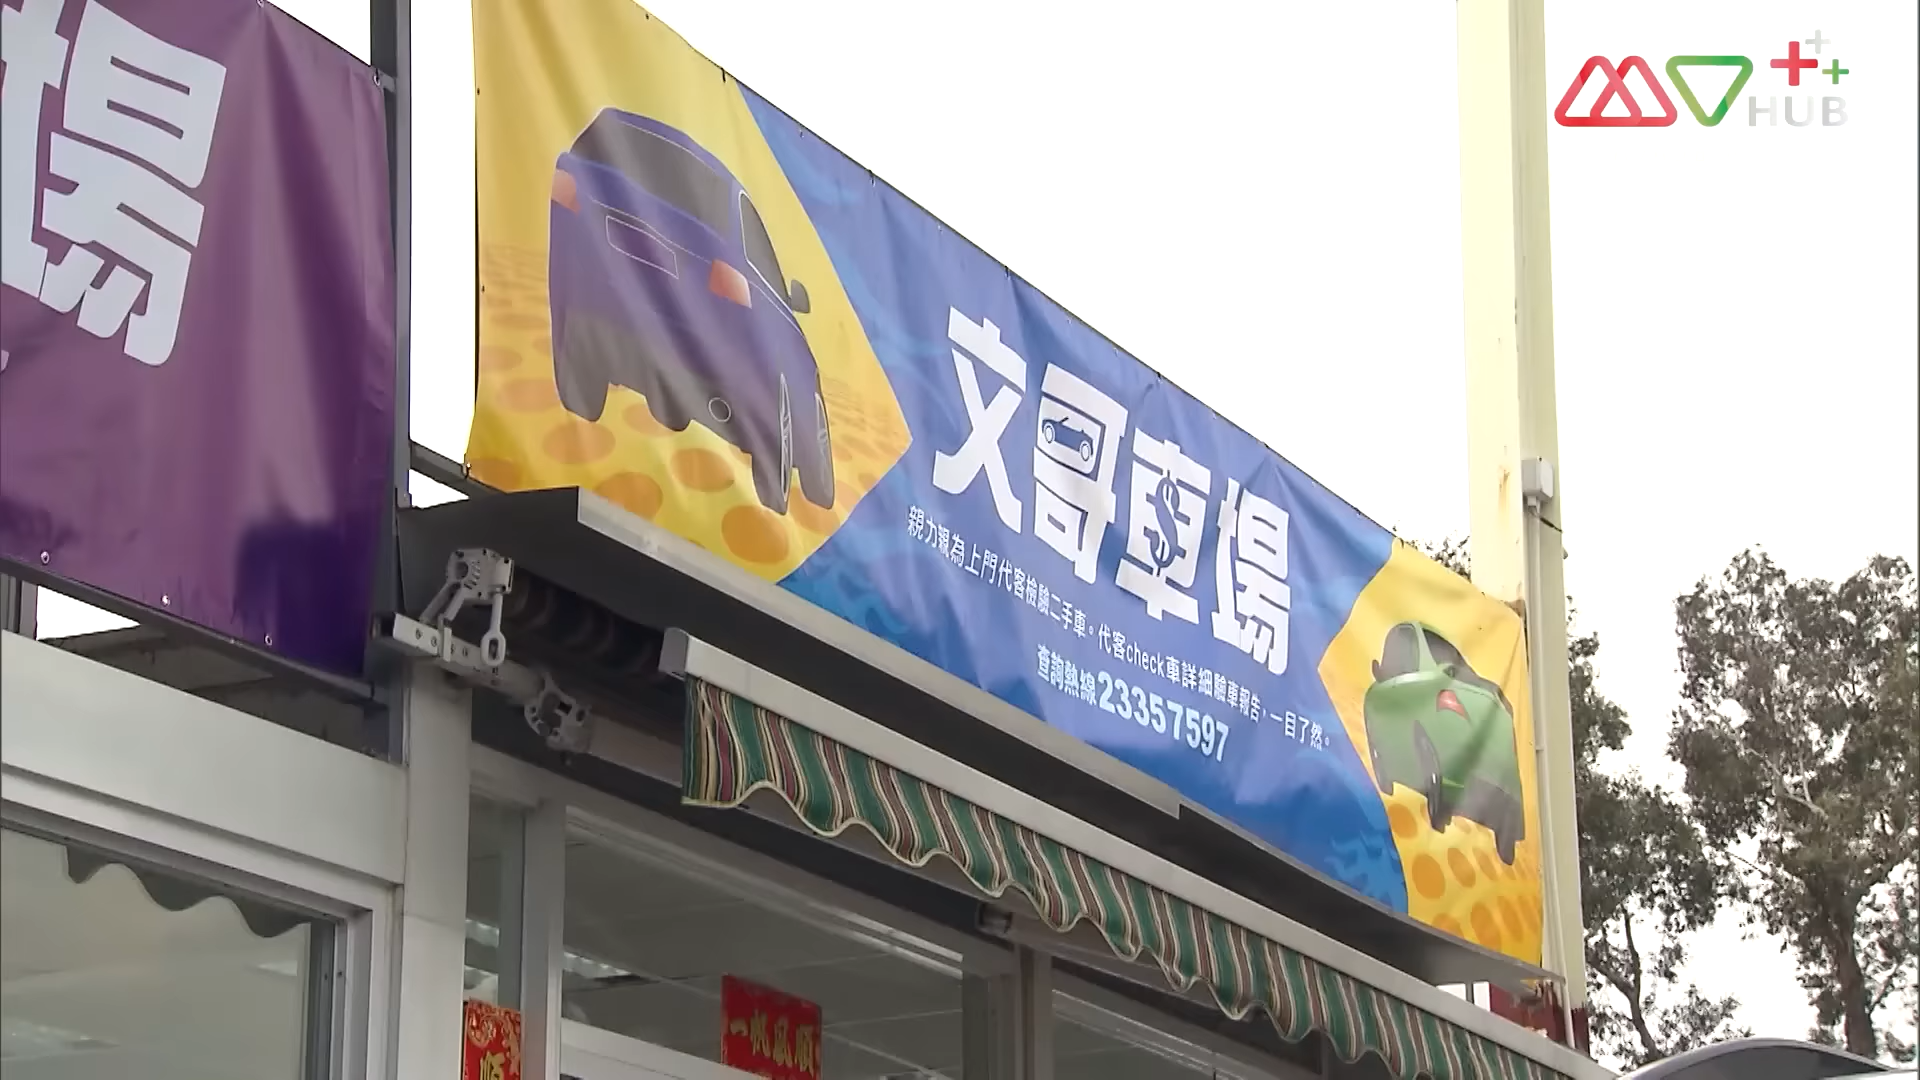 場
HUB
文哥車場
親力親為上門代客檢驗二手車。代客check車詳細驗車報告，一目了然。
查詢熱線23357597
一帆風順
順